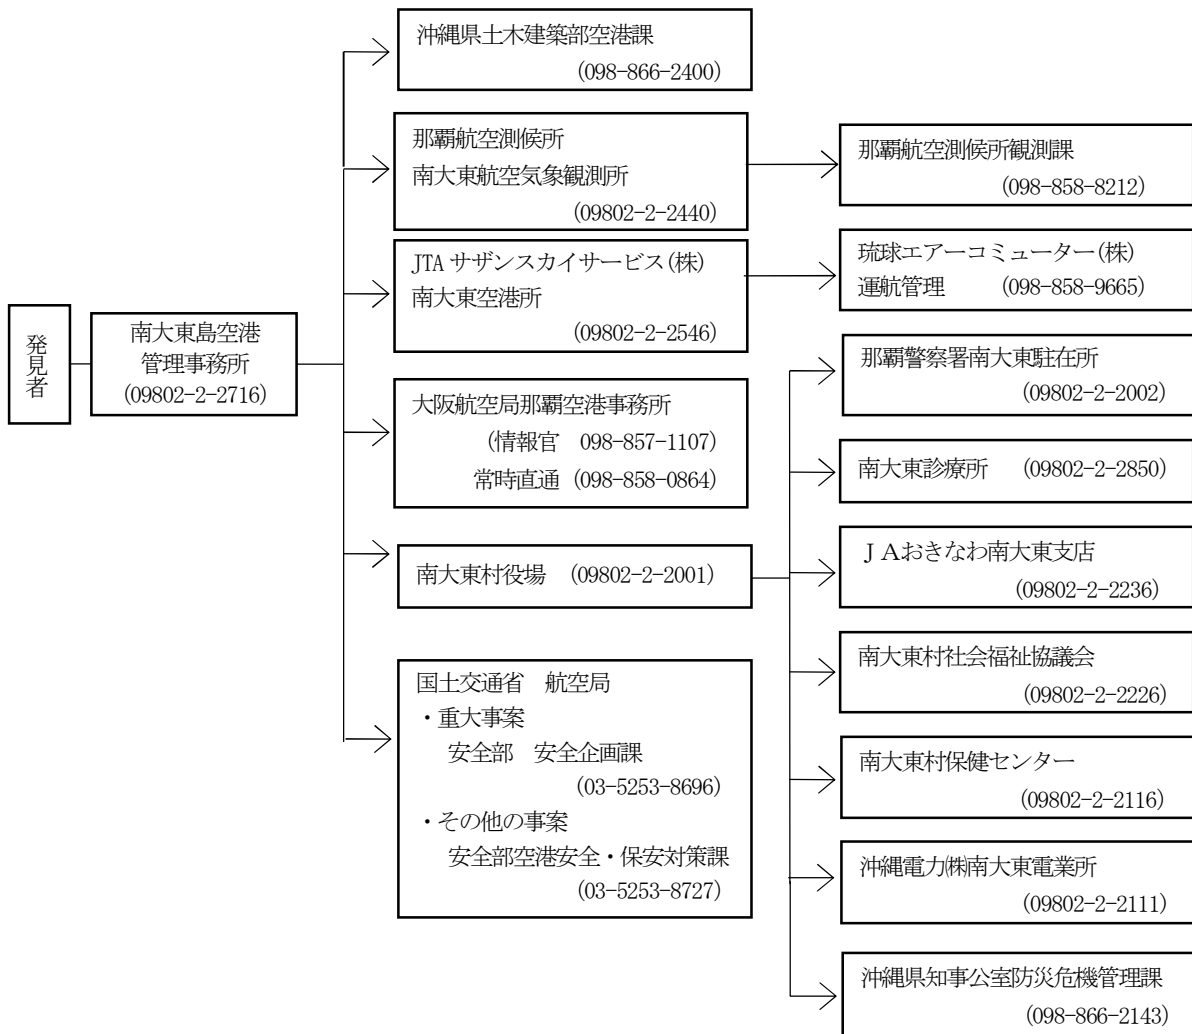 発見者
南大東島空港
管理事務所
(09802-2-2716)
沖縄県土木建築部空港課
(098-866-2400)
那覇航空測候所
南大東航空気象観測所
(09802-2-2440)
JTA サザンスカイサービス(株)
南大東空港所
(09802-2-2546)
大阪航空局那覇空港事務所
(情報官　098-857-1107)
常時直通 (098-858-0864)
南大東村役場　(09802-2-2001)
国土交通省　航空局
・重大事案
安全部　安全企画課
(03-5253-8696)
・その他の事案
安全部空港安全・保安対策課
(03-5253-8727)
那覇航空測候所観測課
(098-858-8212)
琉球エアーコミューター(株)
運航管理　　(098-858-9665)
那覇警察署南大東駐在所
(09802-2-2002)
南大東診療所　(09802-2-2850)
ＪＡおきなわ南大東支店
(09802-2-2236)
南大東村社会福祉協議会
(09802-2-2226)
南大東村保健センター
(09802-2-2116)
沖縄電力㈱南大東電業所
(09802-2-2111)
沖縄県知事公室防災危機管理課
(098-866-2143)